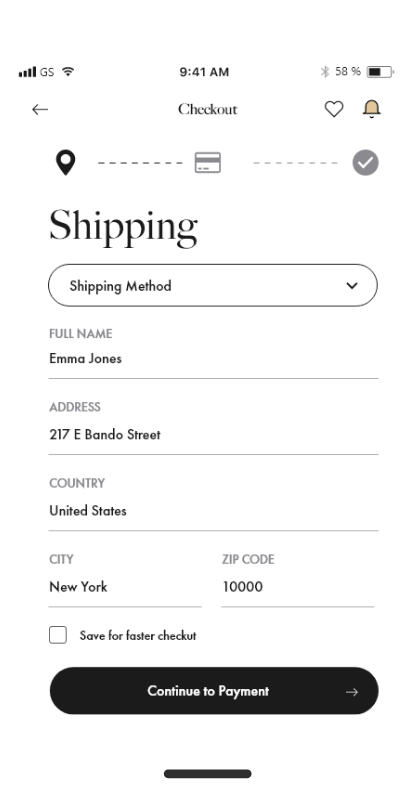 GS 9:41 AM 58 %
Checkout
Shipping
Shipping Method
FULL NAME
Emma Jones
ADDRESS
217 E Bando Street
COUNTRY
United States
CITY ZIP CODE
New York 10000
Save for faster checkut
Continue to Payment